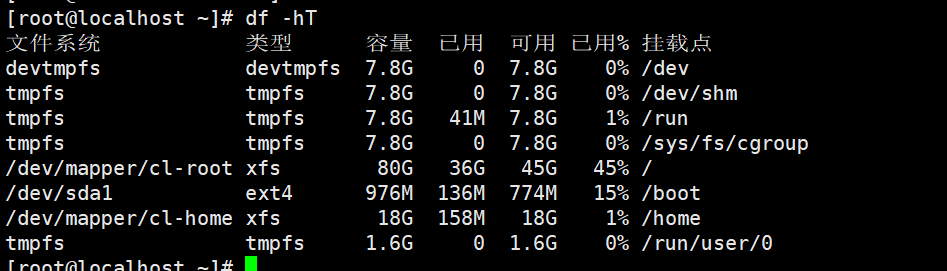 [root@localhost ~]# df -hT
文件系统 类型 容量 已用 可用 已用% 挂载点
devtmpfs devtmpfs 7.8G 0 7.8G 0% /dev
tmpfs tmpfs 7.8G 0 7.8G 0% /dev/shm
tmpfs tmpfs 7.8G 41M 7.8G 1% /run
tmpfs tmpfs 7.8G 0 7.8G 0% /sys/fs/cgroup
/dev/mapper/cl-root xfs 80G 36G 45G 45% /
/dev/sda1 ext4 976M 136M 774M 15% /boot
/dev/mapper/cl-home xfs 18G 158M 18G 1% /home
tmpfs tmpfs 1.6G 0 1.6G 0% /run/user/0
[root@localhost ~]#